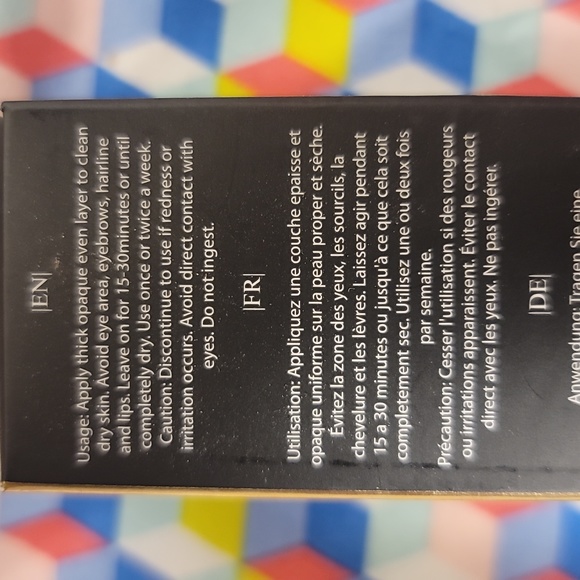 |EN|
Usage: Apply thick opaque even layer to clean
dry skin. Avoid eye area, eyebrows, hairline
and lips. Leave on for 15-30minutes or until
completely dry. Use once or twice a week.
Caution: Discontinue to use if redness or
irritation occurs. Avoid direct contact with
eyes. Do not ingest.
|FR|
Utilisation: Appliquez une couche epaisse et
opaque uniforme sur la peau proper et sèche.
Évitez la zone des yeux, les sourcils, la
chevelure et les lèvres. Laissez agir pendant
15 a 30 minutes ou jusqu'à ce que cela soit
completement sec. Utilisez une ou deux fois
par semaine.
Précaution: Cesser l'utilisation si des rougeurs
ou irritations apparaissent. Éviter le contact
direct avec les yeux. Ne pas ingérer.
|DE|
Anwendung: Tragen Sie eine